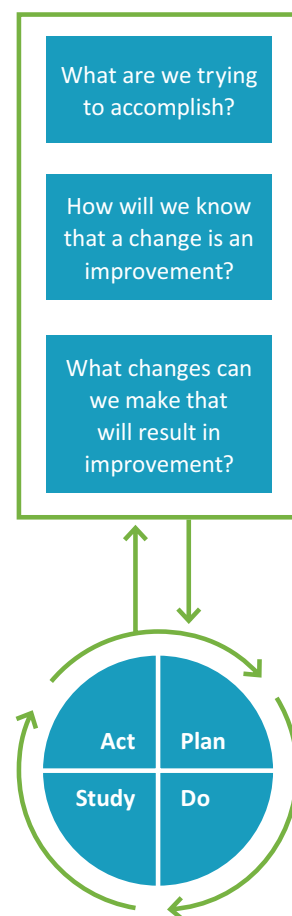 What are we trying
to accomplish?
How will we know
that a change is an
improvement?
What changes can
we make that
will result in
improvement?
Act Plan
Study Do